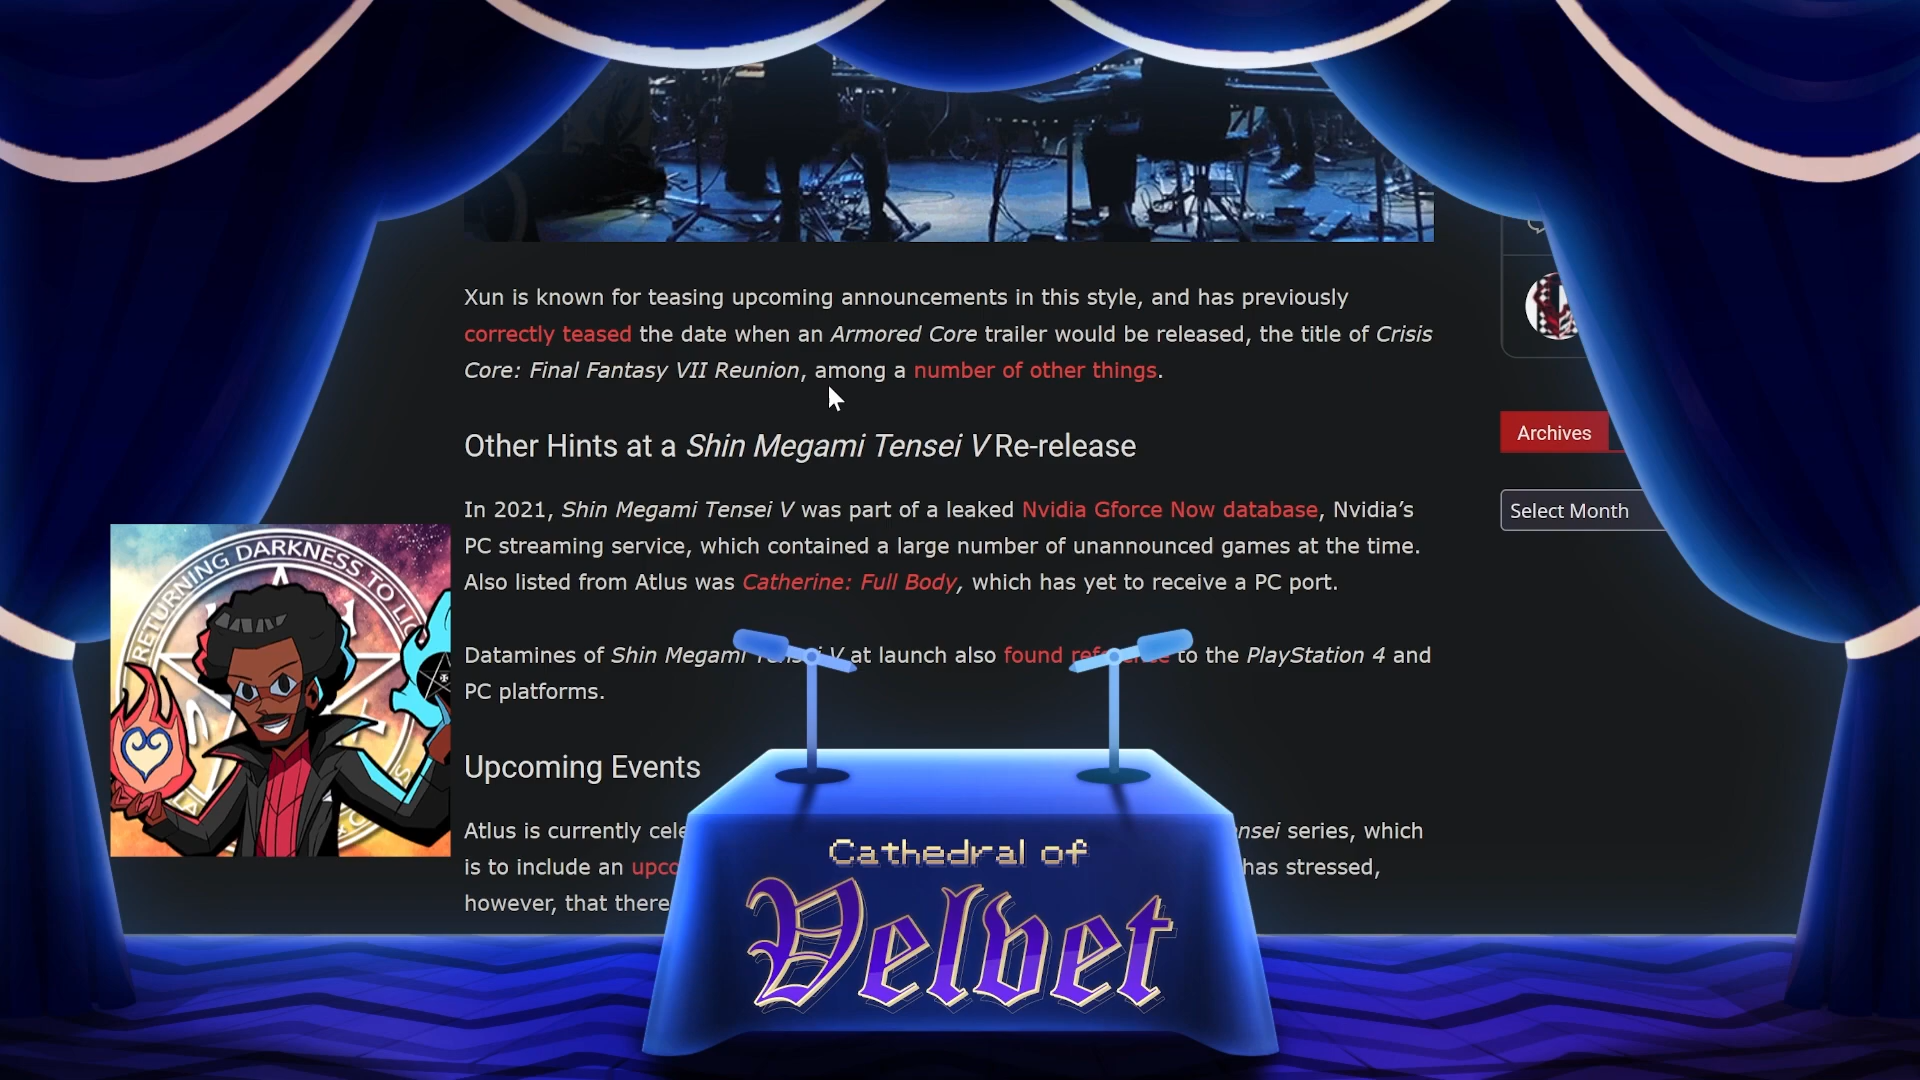 Xun is known for teasing upcoming announcements in this style, and has previously
correctly teased the date when an Armored Core trailer would be released, the title of Crisis
Core: Final Fantasy VII Reunion, among a number of other things.
Archives
Other Hints at a Shin Megami Tensei V Re-release
Select Month
In 2021, Shin Megami Tensei V was part of a leaked Nvidia Gforce Now database, Nvidia’s
PC streaming service, which contained a large number of unannounced games at the time.
Also listed from Atlus was Catherine: Full Body, which has yet to receive a PC port.
RETURNING DARKNESS TO
Datamines of Shin Megami V at launch also found to the PlayStation 4 and
PC platforms.
Upcoming Events
Atlus is currently series, which
is to include an has stressed,
however, that there
Cathedral of
Velvet